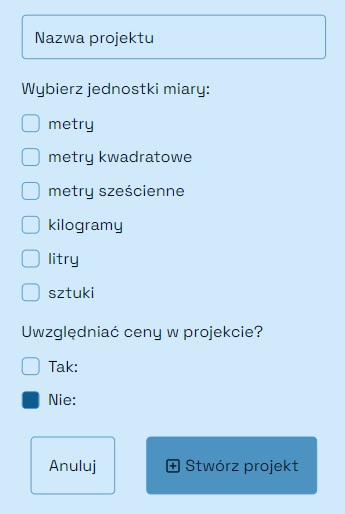 Nazwa projektu
Wybierz jednostki miary:
metry
metry kwadratowe
metry sześcienne
kilogramy
litry
sztuki
Uwzględniać ceny w projekcie?
Tak:
Nie:
Anuluj
Stwórz projekt